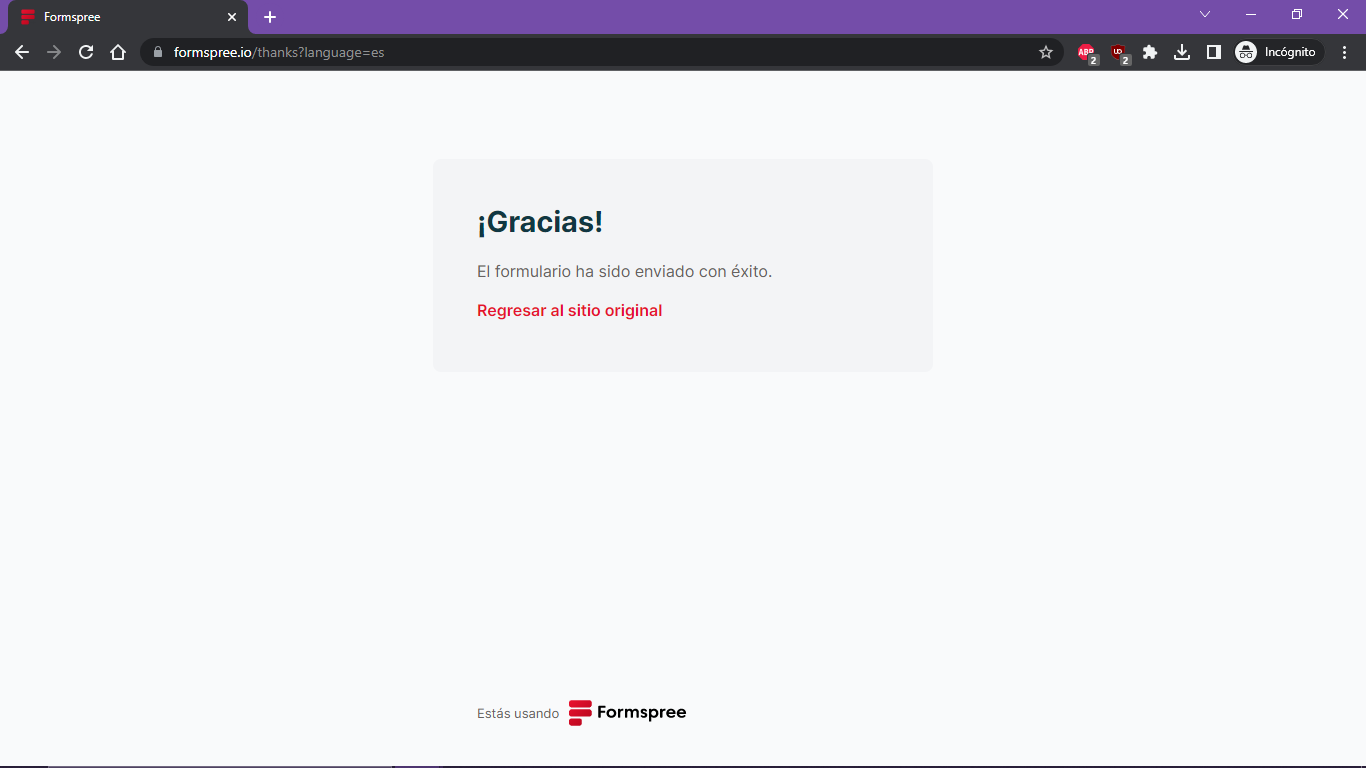 Formspree
formspree.io/thanks?language=es
ABP
2
2
Incógnito
¡Gracias!
El formulario ha sido enviado con éxito.
Regresar al sitio original
Estás usando Formspree